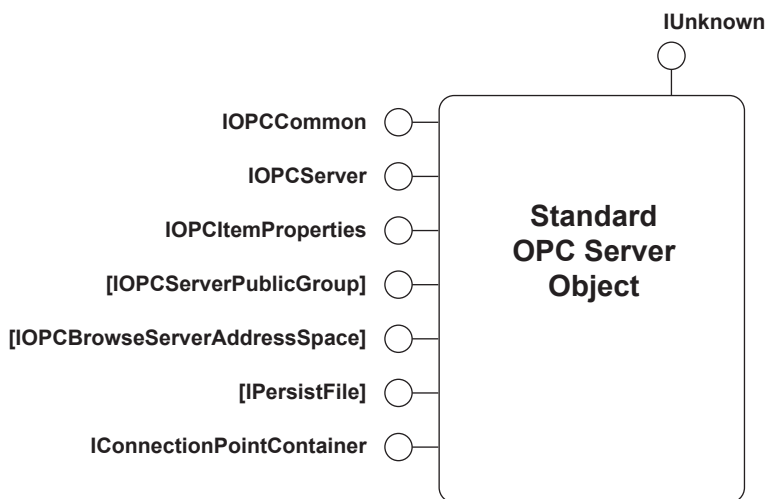 IUnknown
IOPCCommon
IOPCServer
IOPCItemProperties
[IOPCServerPublicGroup]
[IOPCBrowseServerAddressSpace]
[IPersistFile]
IConnectionPointContainer
Standard
OPC Server
Object